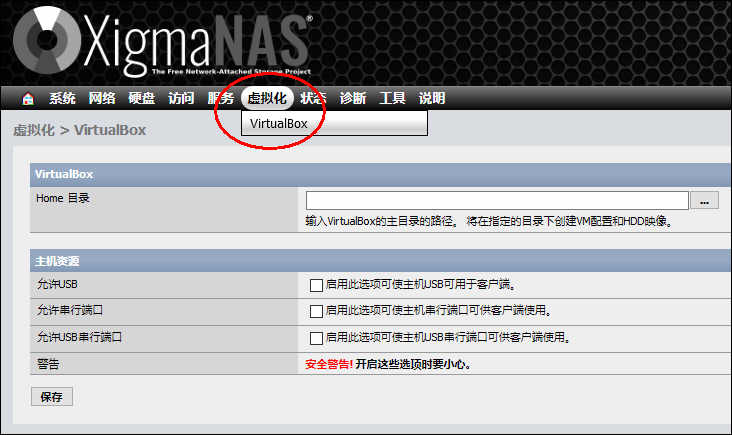 XigmaNAS®
The Free Network-Attached Storage Project
系统 网络 硬盘 访问 服务 虚拟化 状态 诊断 工具 说明
VirtualBox
虚拟化 > VirtualBox
VirtualBox
Home 目录
...
输入VirtualBox的主目录的路径。 将在指定的目录下创建VM配置和HDD映像。
主机资源
允许USB 启用此选项可使主机USB可用于客户端。
允许串行端口 启用此选项可使主机串行端口可供客户端使用。
允许USB串行端口 启用此选项可使主机USB串行端口可供客户端使用。
警告 安全警告! 开启这些选顶时要小心。
保存